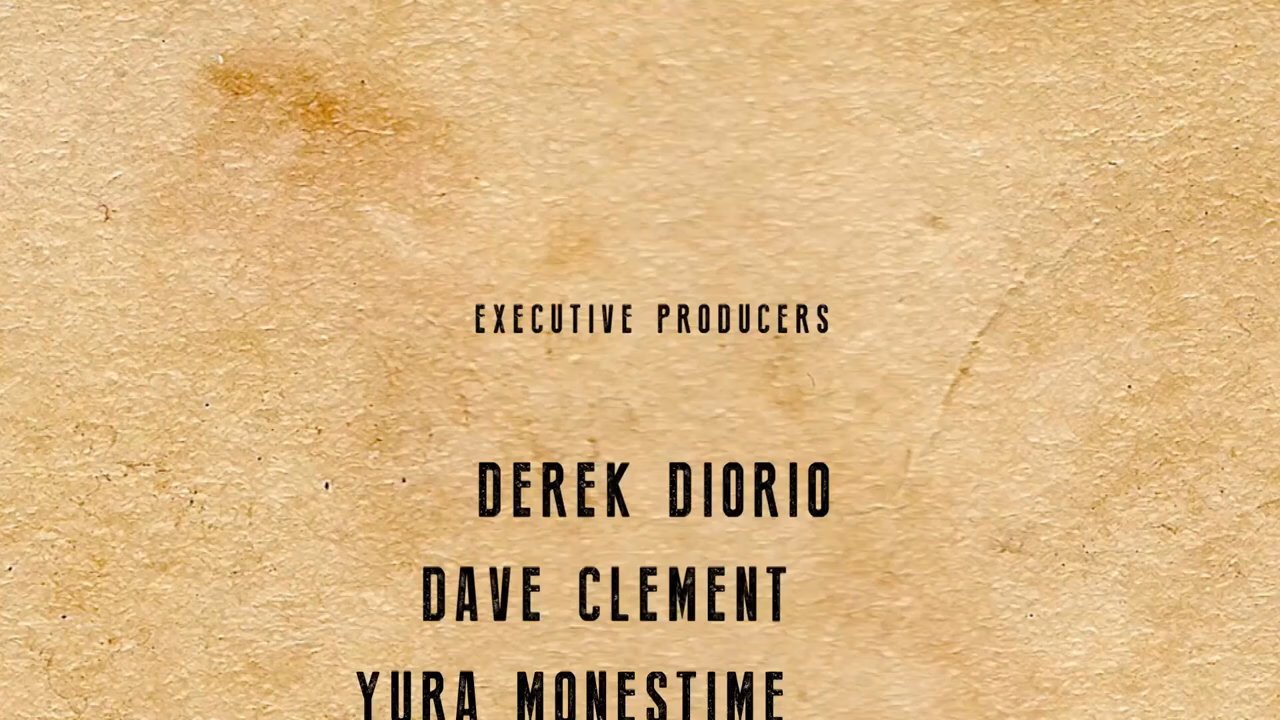 EXECUTIVE PRODUCERS
DEREK DIORIO
DAVE CLEMENT
YURA MONESTIME